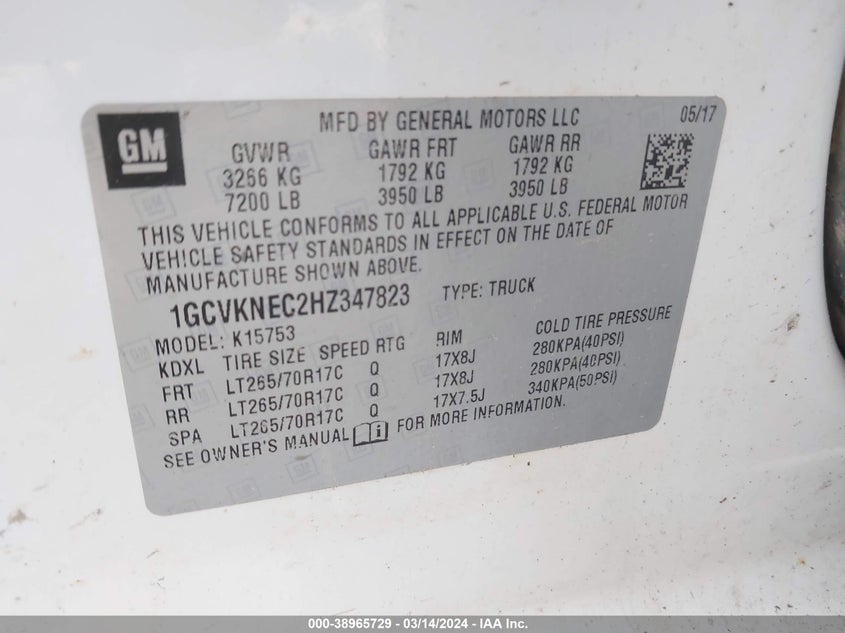 GM
MFD BY GENERAL MOTORS LLC 05/17
GVWR GAWR FRT GAWR RR
3266 KG 1792 KG 1792 KG
7200 LB 3950 LB 3950 LB
THIS VEHICLE CONFORMS TO ALL APPLICABLE U.S. FEDERAL MOTOR
VEHICLE SAFETY STANDARDS IN EFFECT ON THE DATE OF
MANUFACTURE SHOWN ABOVE.
1GCVKNEC2HZ347823 TYPE: TRUCK
MODEL: K15753
KDXL TIRE SIZE SPEED RTG RIM COLD TIRE PRESSURE
FRT LT265/70R17C Q 17X8J 280KPA(40PSI)
RR LT265/70R17C Q 17X8J 280KPA(40PSI)
SPA LT265/70R17C Q 17X7.5J 340KPA(50PSI)
SEE OWNER'S MANUAL FOR MORE INFORMATION.
000-38965729 - 03/14/2024 - IAA Inc.